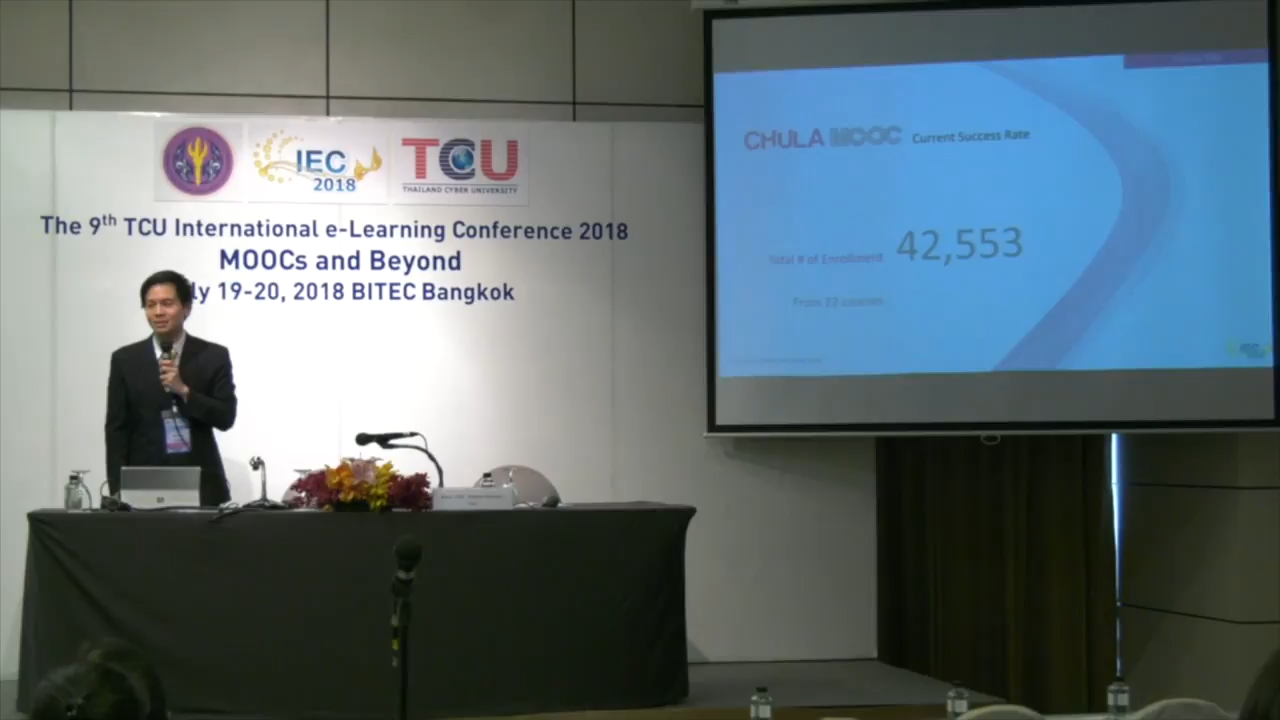 IEC
2018
TCU
THAILAND CYBER UNIVERSITY
The 9th TCU International e-Learning Conference 2018
MOOCs and Beyond
ly 19-20, 2018 BITEC Bangkok
CHULA MOOC Current Success Rate
Total # of Enrollment 42,553
From 23 courses